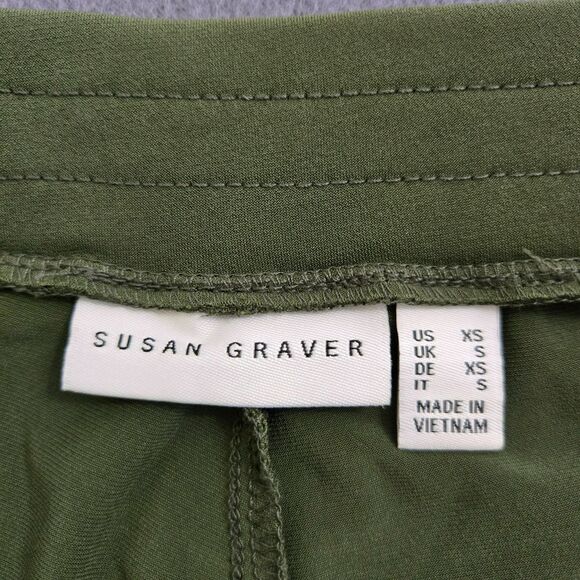 SUSAN GRAVER
US XS
UK S
DE XS
IT S
MADE IN
VIETNAM